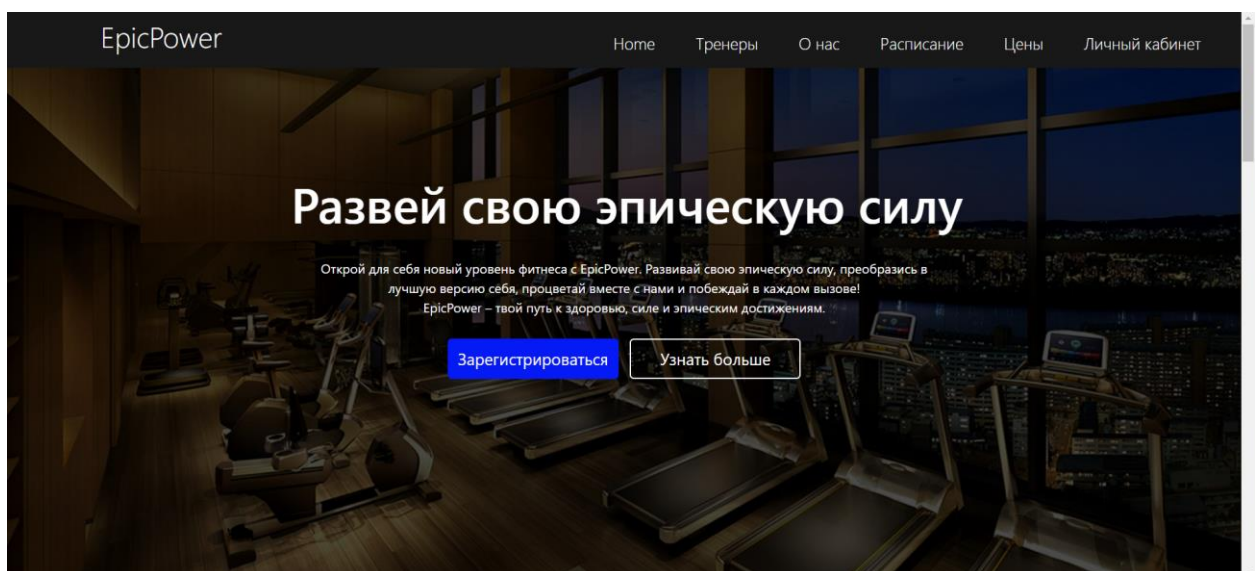 EpicPower
Home Тренеры О нас Расписание Цены Личный кабинет
Развей свою эпическую силу
Открой для себя новый уровень фитнеса с EpicPower. Развивай свою эпическую силу, преобразись в
лучшую версию себя, процветай вместе с нами и побеждай в каждом вызове!
EpicPower – твой путь к здоровью, силе и эпическим достижениям.
Зарегистрироваться Узнать больше